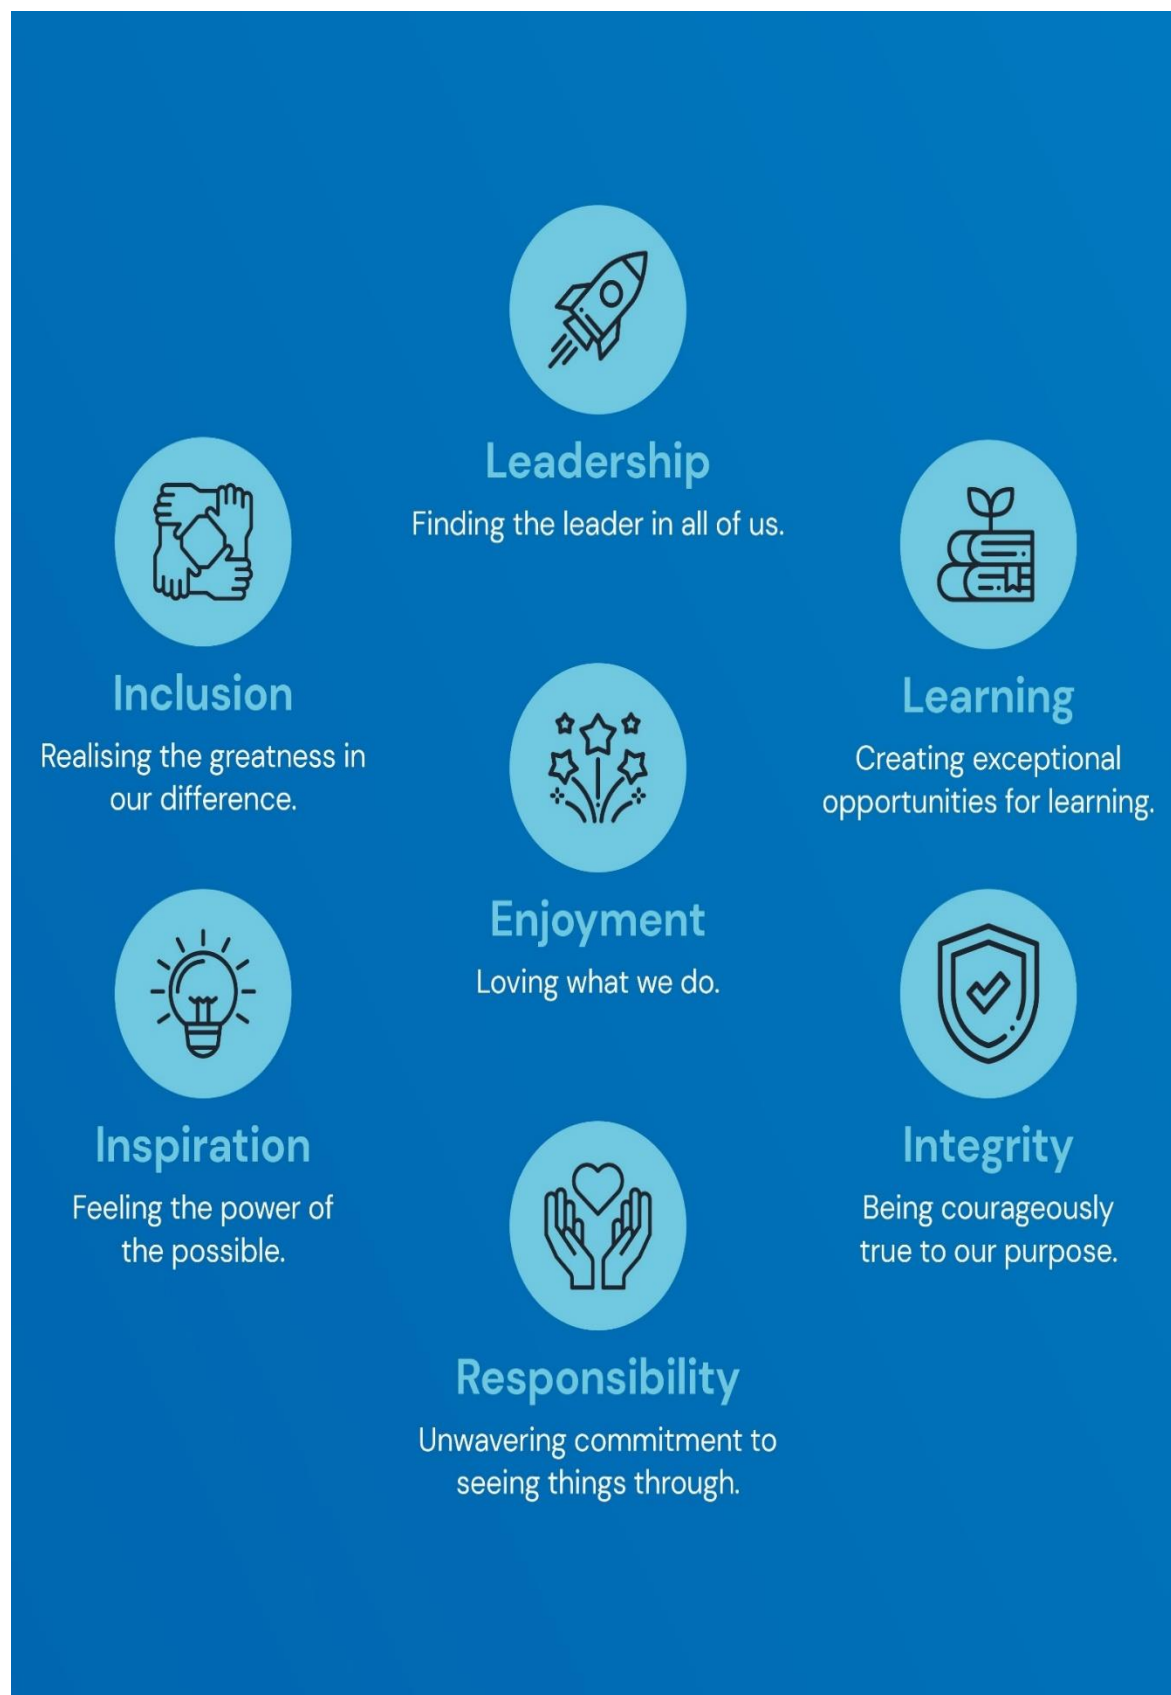 Leadership
Finding the leader in all of us.
Inclusion
Realising the greatness in
our difference.
Learning
Creating exceptional
opportunities for learning.
Enjoyment
Loving what we do.
Inspiration
Feeling the power of
the possible.
Integrity
Being courageously
true to our purpose.
Responsibility
Unwavering commitment to
seeing things through.